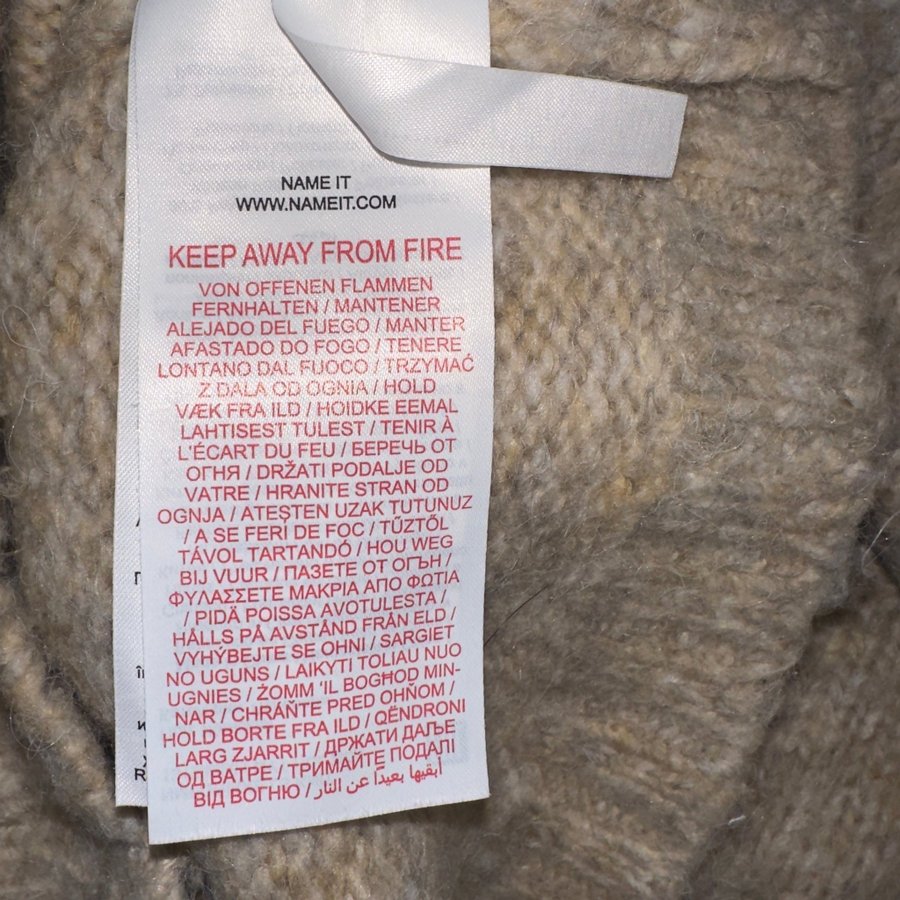 NAME IT
WWW.NAMEIT.COM
KEEP AWAY FROM FIRE
VON OFFENEN FLAMMEN
FERNHALTEN / MANTENER
ALEJADO DEL FUEGO / MANTER
AFASTADO DO FOGO / TENERE
LONTANO DAL FUOCO / TRZYMAĆ
Z DALA OD OGNIA / HOLD
VÆK FRA ILD / HOIDKE EEMAL
LAHTISEST TULEST / TENIR À
L'ÉCART DU FEU / БЕРЕЧЬ ОТ
ОГНЯ / DRŽATI PODALJE OD
VATRE / HRANITE STRAN OD
OGNJA / ATEŞTEN UZAK TUTUNUZ
/ A SE FERI DE FOC / TŰZTŐL
TÁVOL TARTANDÓ / HOU WEG
BIJ VUUR / ПАЗЕТЕ ОТ ОГЪН /
ΦΥΛΑΣΣΕΤΕ ΜΑΚΡΙΑ ΑΠΟ ΦΩΤΙΑ
/ PIDÄ POISSA AVOTULESTA /
HÅLLS PÅ AVSTÅND FRÅN ELD /
VYHÝBEJTE SE OHNI / SARGIET
NO UGUNS / LAIKYTI TOLIAU NUO
UGNIES / ŻOMM 'IL BOGĦOD MIN-
NAR / CHRÁŇTE PRED OHŇOM /
HOLD BORTE FRA ILD / QËNDRONI
LARG ZJARRIT / ДРЖАТИ ДАЉЕ
ОД ВАТРЕ / ТРИМАЙТЕ ПОДАЛІ
ВІД ВОГНЮ / أبقيها بعيدًا عن النار